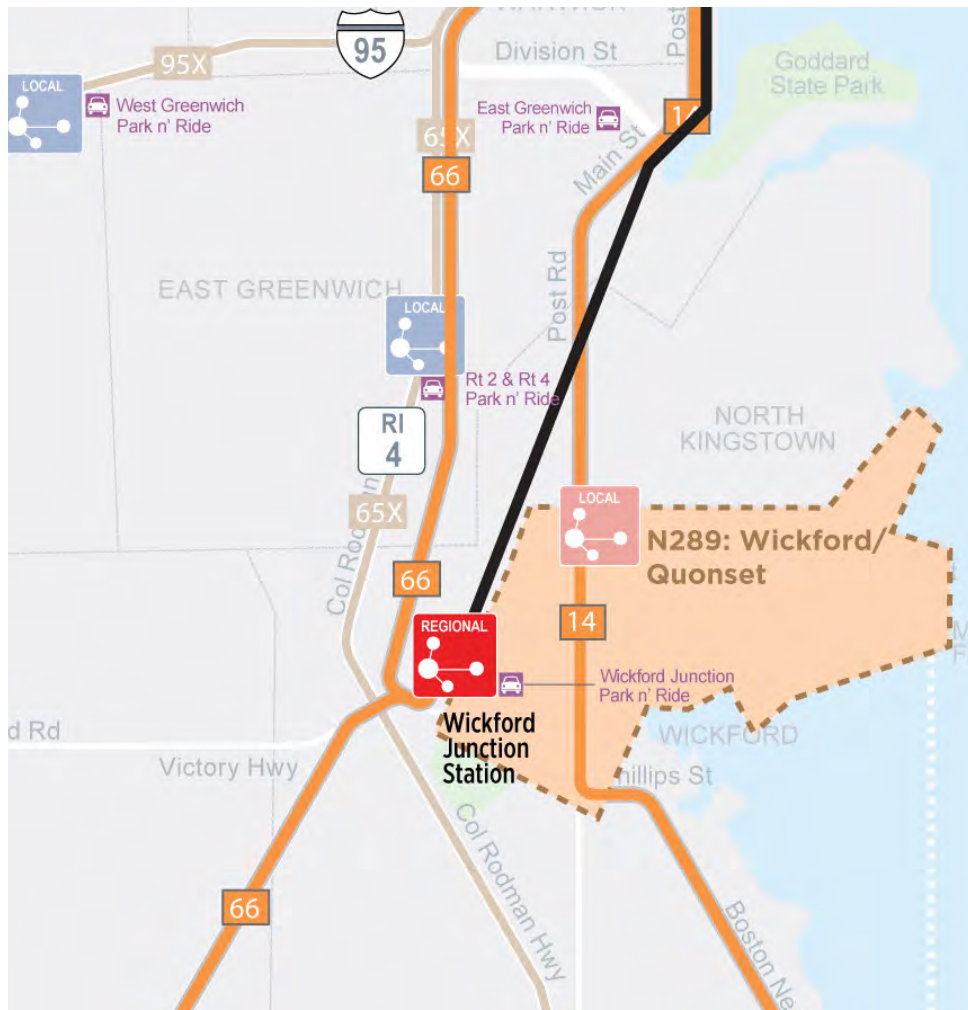 WARWICK
95
95X
Division St
Post
Goddard
State Park
LOCAL
West Greenwich
Park n' Ride
East Greenwich
Park n' Ride
14
65X
66
Main St
EAST GREENWICH
LOCAL
Post Rd
Rt 2 & Rt 4
Park n' Ride
RI
4
NORTH
KINGSTOWN
65X
LOCAL
N289: Wickford/
Quonset
66
14
REGIONAL
Wickford Junction
Park n' Ride
Wickford
Junction
Station
WICKFORD
d Rd
Victory Hwy
hillips St
Col Rodman Hwy
66
Boston Ne